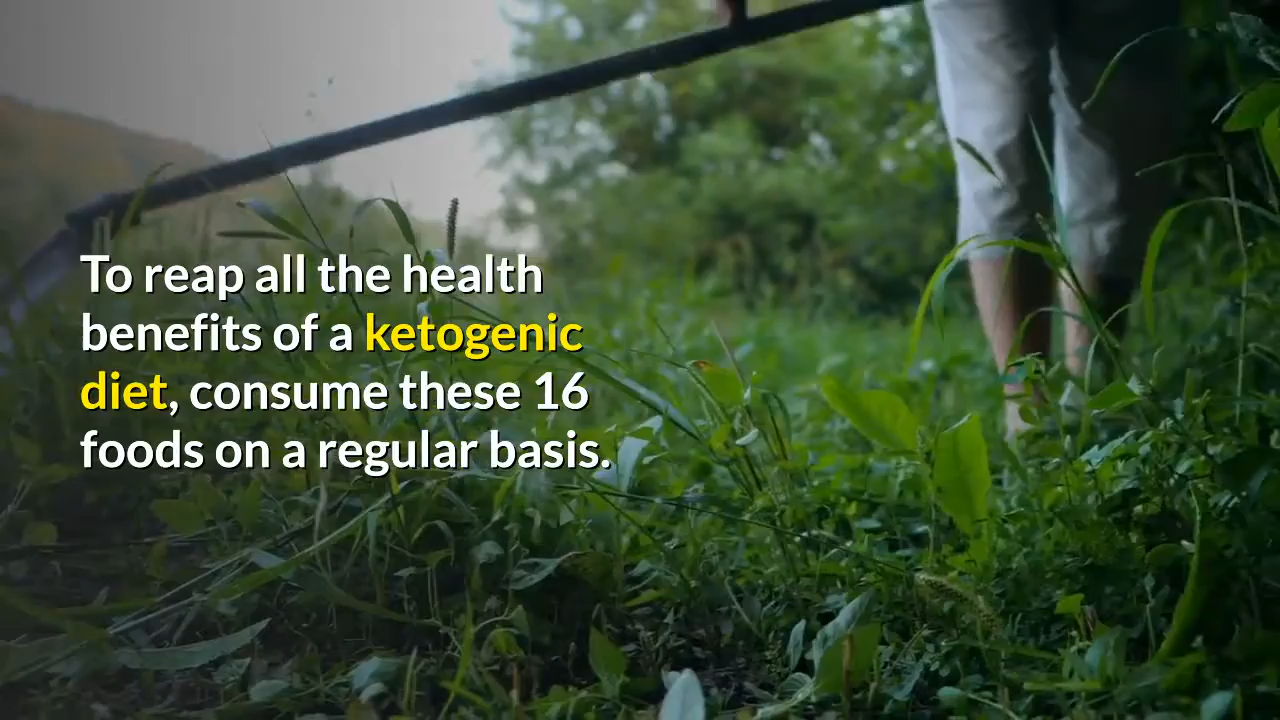 To reap all the health
benefits of a ketogenic
diet, consume these 16
foods on a regular basis.